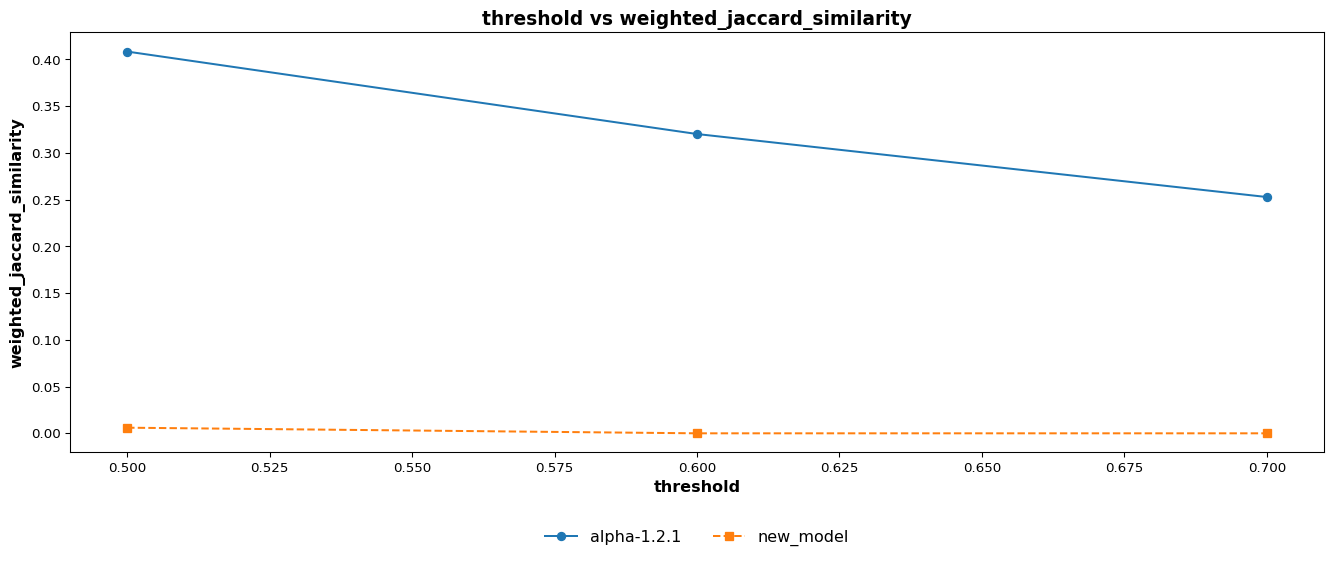 threshold vs weighted_jaccard_similarity
weighted_jaccard_similarity
0.40
0.35
0.30
0.25
0.20
0.15
0.10
0.05
0.00
0.500 0.525 0.550 0.575 0.600 0.625 0.650 0.675 0.700
threshold
alpha-1.2.1 new_model